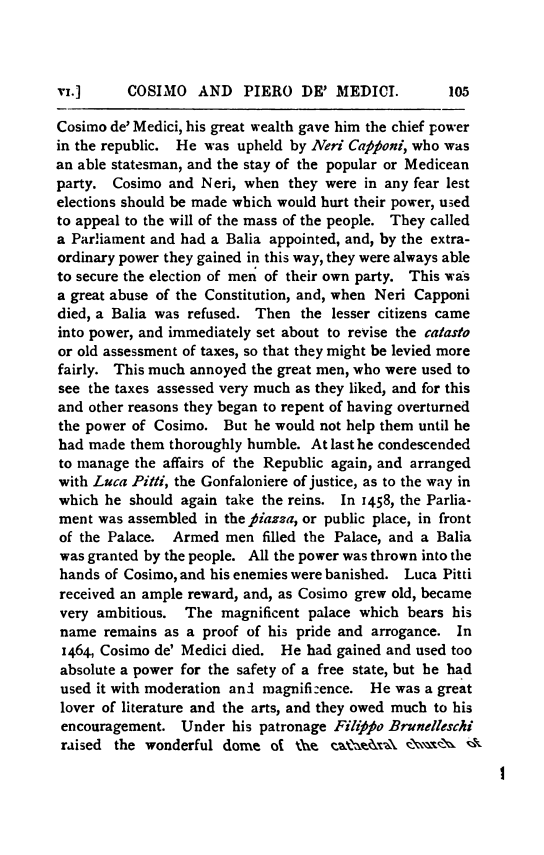 VI.] COSIMO AND PIERO DE' MEDICI. 105
Cosimo de' Medici, his great wealth gave him the chief power
in the republic. He was upheld by Neri Capponi, who was
an able statesman, and the stay of the popular or Medicean
party. Cosimo and Neri, when they were in any fear lest
elections should be made which would hurt their power, used
to appeal to the will of the mass of the people. They called
a Parliament and had a Balia appointed, and, by the extra-
ordinary power they gained in this way, they were always able
to secure the election of men of their own party. This was
a great abuse of the Constitution, and, when Neri Capponi
died, a Balia was refused. Then the lesser citizens came
into power, and immediately set about to revise the catasto
or old assessment of taxes, so that they might be levied more
fairly. This much annoyed the great men, who were used to
see the taxes assessed very much as they liked, and for this
and other reasons they began to repent of having overturned
the power of Cosimo. But he would not help them until he
had made them thoroughly humble. At last he condescended
to manage the affairs of the Republic again, and arranged
with Luca Pitti, the Gonfaloniere of justice, as to the way in
which he should again take the reins. In 1458, the Parlia-
ment was assembled in the piazza, or public place, in front
of the Palace. Armed men filled the Palace, and a Balia
was granted by the people. All the power was thrown into the
hands of Cosimo, and his enemies were banished. Luca Pitti
received an ample reward, and, as Cosimo grew old, became
very ambitious. The magnificent palace which bears his
name remains as a proof of his pride and arrogance. In
1464, Cosimo de' Medici died. He had gained and used too
absolute a power for the safety of a free state, but he had
used it with moderation and magnificence. He was a great
lover of literature and the arts, and they owed much to his
encouragement. Under his patronage Filippo Brunelleschi
raised the wonderful dome of the cathedral church of